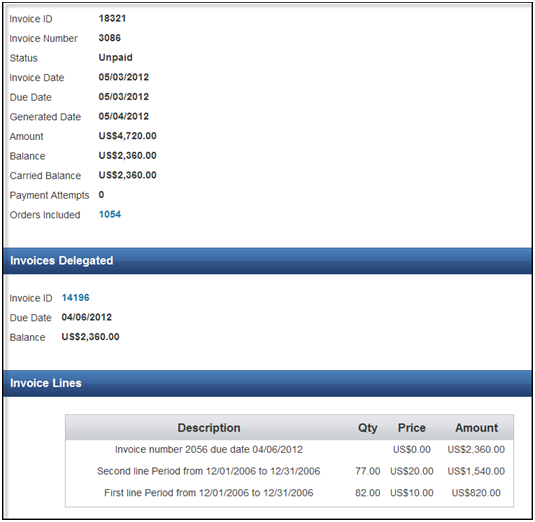 Invoice ID 18321
Invoice Number 3086
Status Unpaid
Invoice Date 05/03/2012
Due Date 05/03/2012
Generated Date 05/04/2012
Amount US$4,720.00
Balance US$2,360.00
Carried Balance US$2,360.00
Payment Attempts 0
Orders Included 1054
Invoices Delegated
Invoice ID 14196
Due Date 04/06/2012
Balance US$2,360.00
Invoice Lines
Description Qty Price Amount
Invoice number 2056 due date 04/06/2012 US$0.00 US$2,360.00
Second line Period from 12/01/2006 to 12/31/2006 77.00 US$20.00 US$1,540.00
First line Period from 12/01/2006 to 12/31/2006 82.00 US$10.00 US$820.00